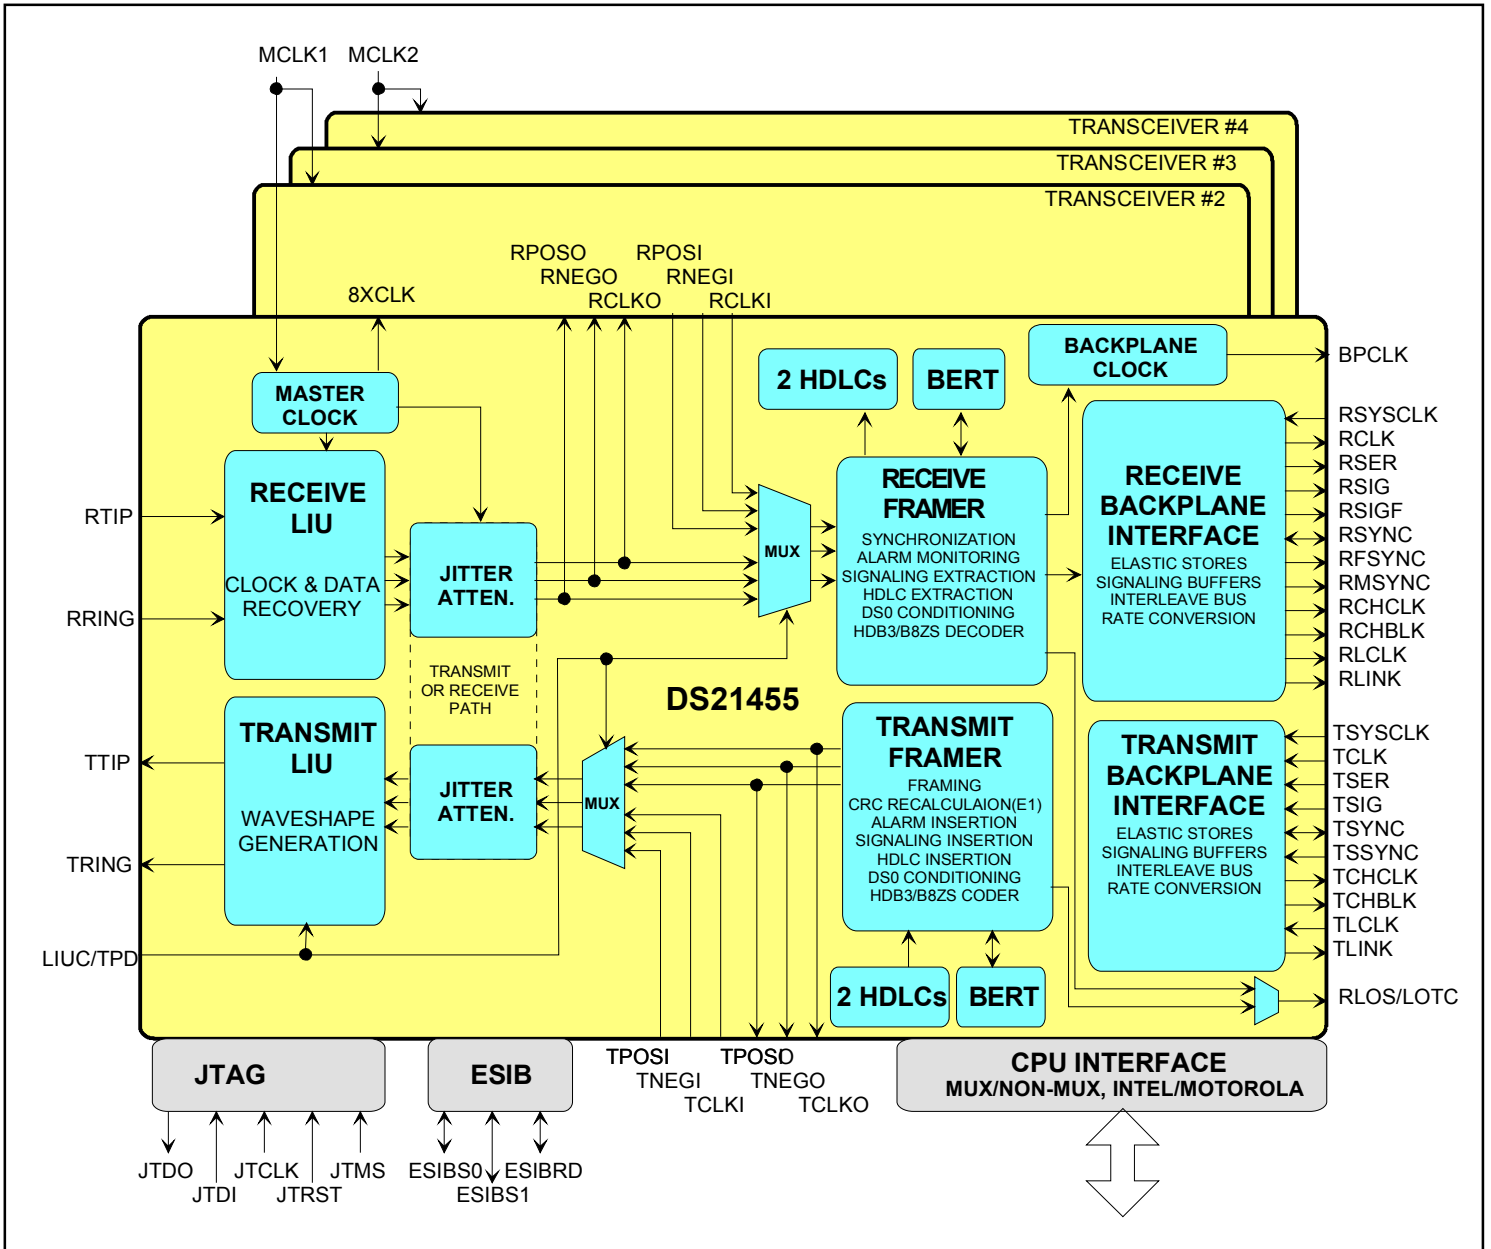 MCLK1 MCLK2
TRANSCEIVER #4
TRANSCEIVER #3
TRANSCEIVER #2
RPOSO RPOSI
RNEGO RNEGI
8XCLK RCLKO RCLKI
MASTER
CLOCK
2 HDLCs
BERT
BACKPLANE
CLOCK
BPCLK
RECEIVE
LIU
CLOCK & DATA
RECOVERY
RTIP
RRING
JITTER
ATTEN.
MUX
RECEIVE
FRAMER
SYNCHRONIZATION
ALARM MONITORING
SIGNALING EXTRACTION
HDLC EXTRACTION
DS0 CONDITIONING
HDB3/B8ZS DECODER
RECEIVE
BACKPLANE
INTERFACE
ELASTIC STORES
SIGNALING BUFFERS
INTERLEAVE BUS
RATE CONVERSION
RSYSCLK
RCLK
RSER
RSIG
RSIGF
RSYNC
RFSYNC
RMSYNC
RCHCLK
RCHBLK
RLCLK
RLINK
TRANSMIT
OR RECEIVE
PATH
DS21455
TRANSMIT
LIU
WAVESHAPE
GENERATION
TTIP
TRING
LIUC/TPD
JITTER
ATTEN.
MUX
TRANSMIT
FRAMER
FRAMING
CRC RECALCULAION(E1)
ALARM INSERTION
SIGNALING INSERTION
HDLC INSERTION
DS0 CONDITIONING
HDB3/B8ZS CODER
TRANSMIT
BACKPLANE
INTERFACE
ELASTIC STORES
SIGNALING BUFFERS
INTERLEAVE BUS
RATE CONVERSION
TSYSCLK
TCLK
TSER
TSIG
TSYNC
TSSYNC
TCHCLK
TCHBLK
TLCLK
TLINK
2 HDLCs
BERT
RLOS/LOTC
JTAG
ESIB
TPOSI TPOSD
TNEGI TNEGO
TCLKI TCLKO
CPU INTERFACE
MUX/NON-MUX, INTEL/MOTOROLA
JTDO JTCLK JTMS
JTDI JTRST
ESIBS0 ESIBRD
ESIBS1